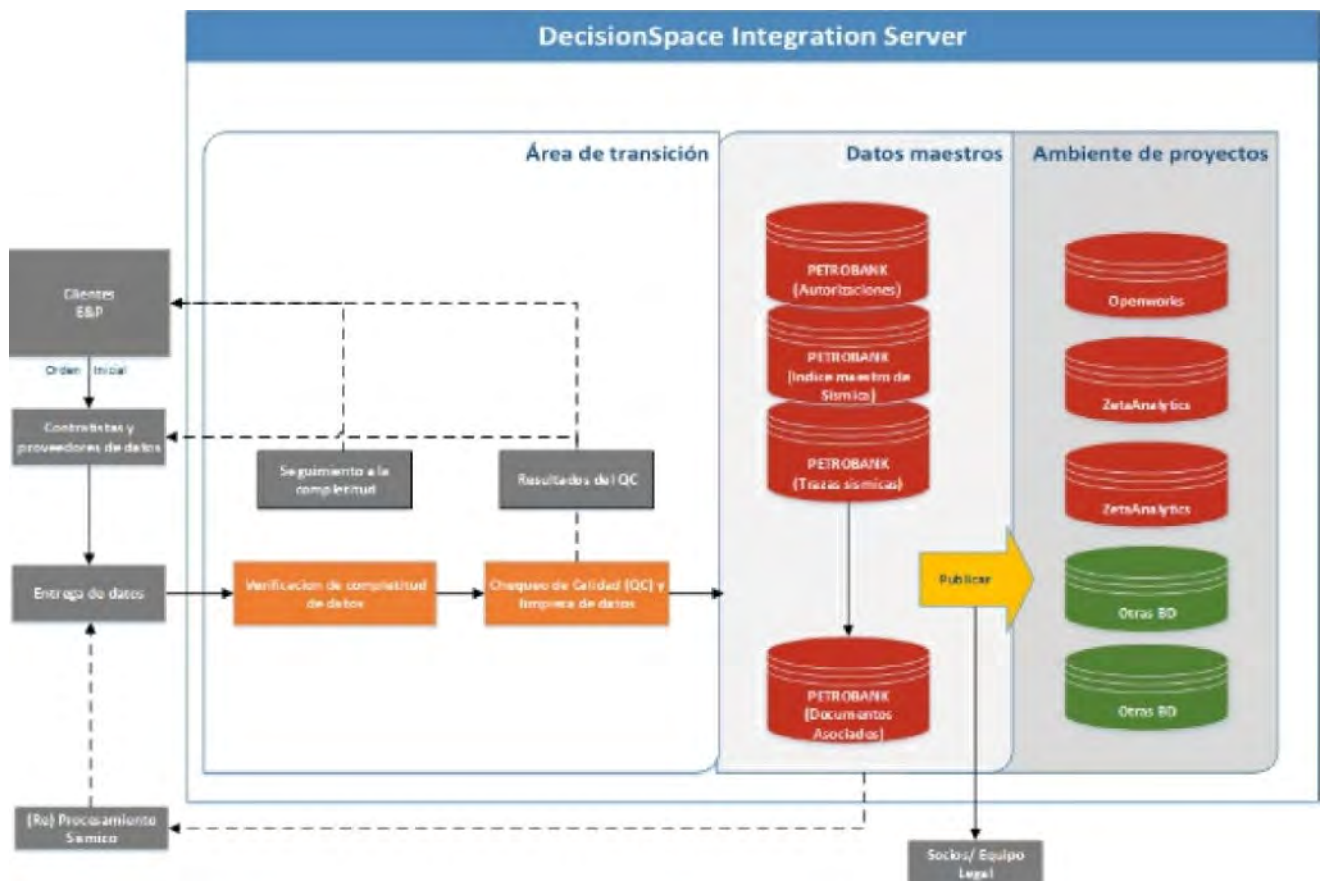 DecisionSpace Integration Server
Área de transición
Datos maestros
Ambiente de proyectos
Clientes
E&P
Orden Inicial
Contratistas y
proveedores de datos
Entrega de datos
(Re) Procesamiento
Sismico
Seguimiento a la
completitud
Resultados del QC
Verificacion de completitud
de datos
Chequeo de Calidad (QC) y
limpieza de datos
PETROBANK
(Autorizaciones)
PETROBANK
(Indice maestro de
Sismica)
PETROBANK
(Trazas sismicas)
PETROBANK
(Documentos
Asociados)
Publicar
Openworks
ZetaAnalytics
ZetaAnalytics
Otras BD
Otras BD
Socios/ Equipo
Legal